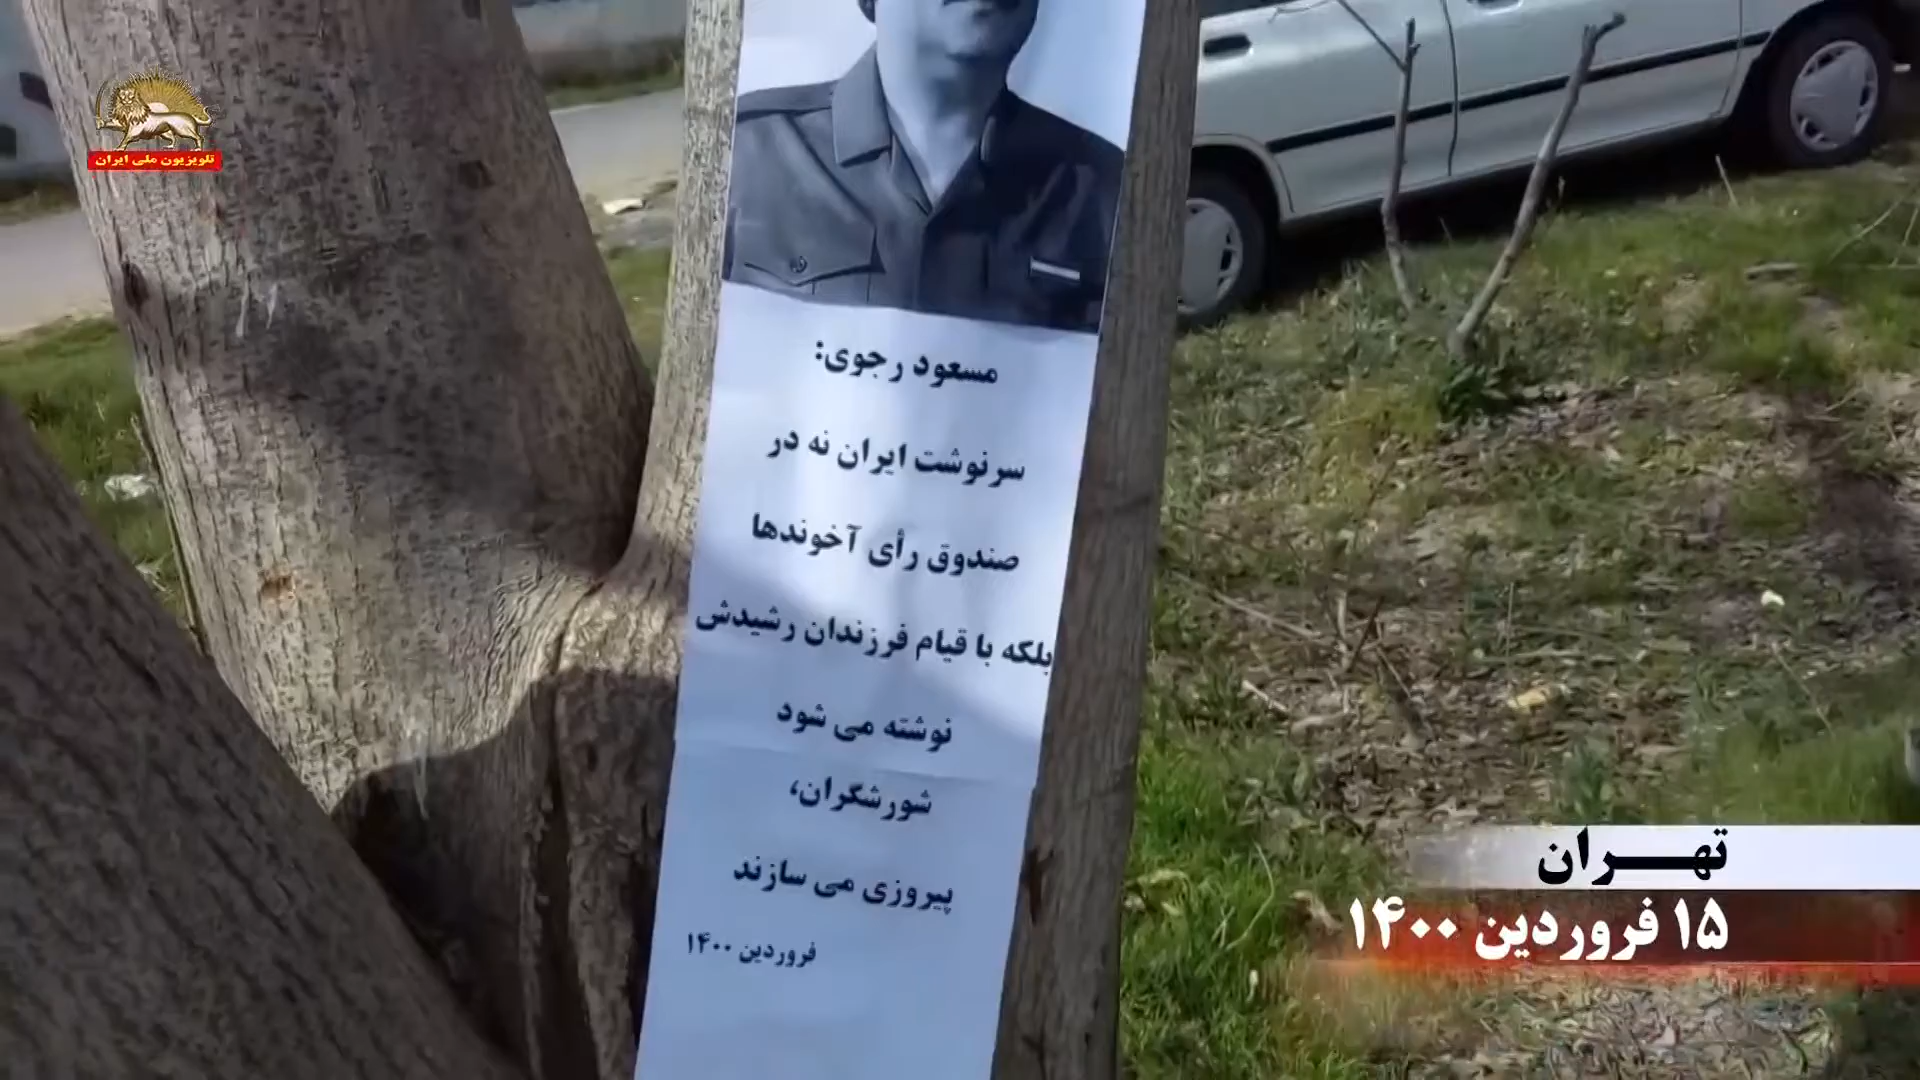 تلویزیون ملی ایران
مسعود رجوی:
سرنوشت ایران نه در
صندوق رأی آخوندها
بلکه با قیام فرزندان رشیدش
نوشته می شود
شورشگران،
پیروزی می سازند
فروردین ۱۴۰۰
تهـــران
۱۵ فروردین ۱۴۰۰